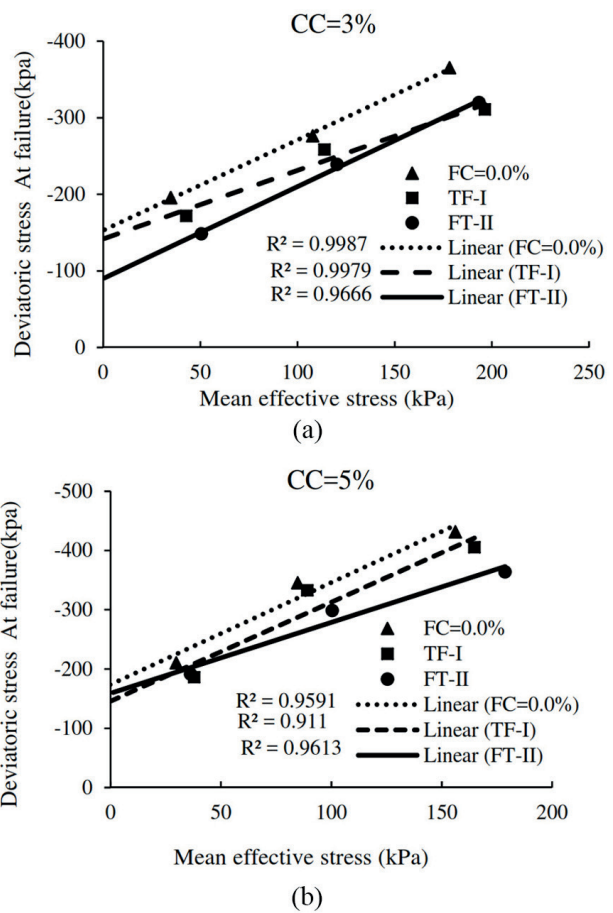 CC=3%
-400
-300
-200
-100
0
Deviatoric stress At failure(kpa)
FC=0.0%
TF-I
FT-II
R² = 0.9987 Linear (FC=0.0%)
R² = 0.9979 Linear (TF-I)
R² = 0.9666 Linear (FT-II)
0 50 100 150 200 250
Mean effective stress (kPa)
(a)
CC=5%
-500
-400
-300
-200
-100
0
Deviatoric stress At failure(kpa)
FC=0.0%
TF-I
FT-II
R² = 0.9591 Linear (FC=0.0%)
R² = 0.911 Linear (TF-I)
R² = 0.9613 Linear (FT-II)
0 50 100 150 200
Mean effective stress (kPa)
(b)